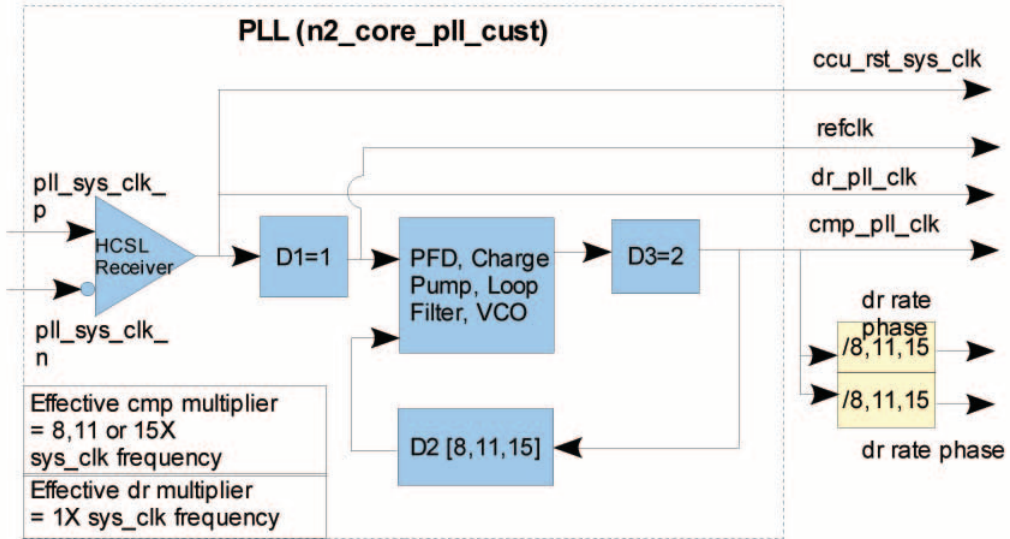 PLL (n2_core_pll_cust)
ccu_rst_sys_clk
refclk
dr_pll_clk
cmp_pll_clk
pll_sys_clk_
p
HCSL
Receiver
pll_sys_clk_
n
D1=1
PFD, Charge
Pump, Loop
Filter, VCO
D3=2
D2 [8,11,15]
dr rate
phase
/8,11,15
/8,11,15
dr rate phase
Effective cmp multiplier
= 8,11 or 15X
sys_clk frequency
Effective dr multiplier
= 1X sys_clk frequency